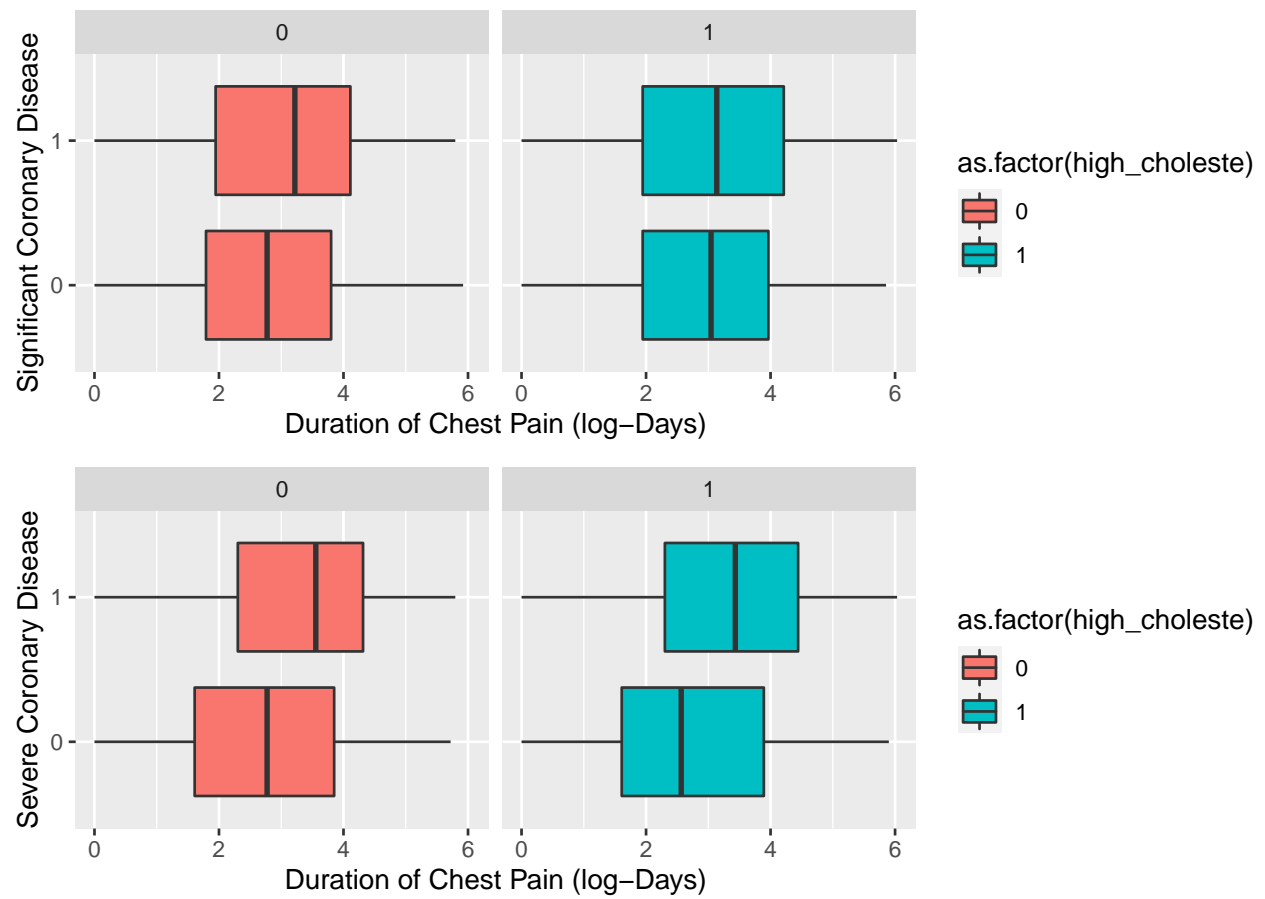 0
1
Significant Coronary Disease
1
0
0 2 4 6
0 2 4 6
Duration of Chest Pain (log−Days)
as.factor(high_choleste)
0
1
0
1
Severe Coronary Disease
1
0
0 2 4 6
0 2 4 6
Duration of Chest Pain (log−Days)
as.factor(high_choleste)
0
1